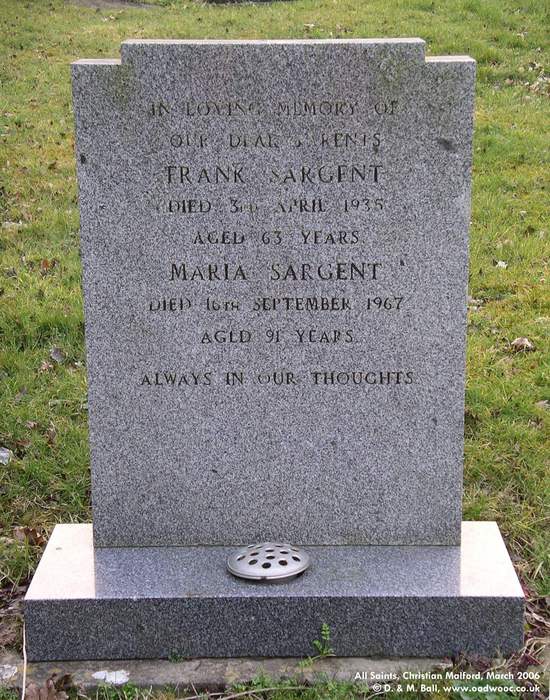 IN LOVING MEMORY OF
OUR DEAR PARENTS
FRANK SARGENT
DIED 3RD APRIL 1935
AGED 63 YEARS
MARIA SARGENT
DIED 16TH SEPTEMBER 1967
AGED 91 YEARS
ALWAYS IN OUR THOUGHTS
All Saints, Christian Malford, March 2006
© D. & M. Ball, www.oodwooc.co.uk